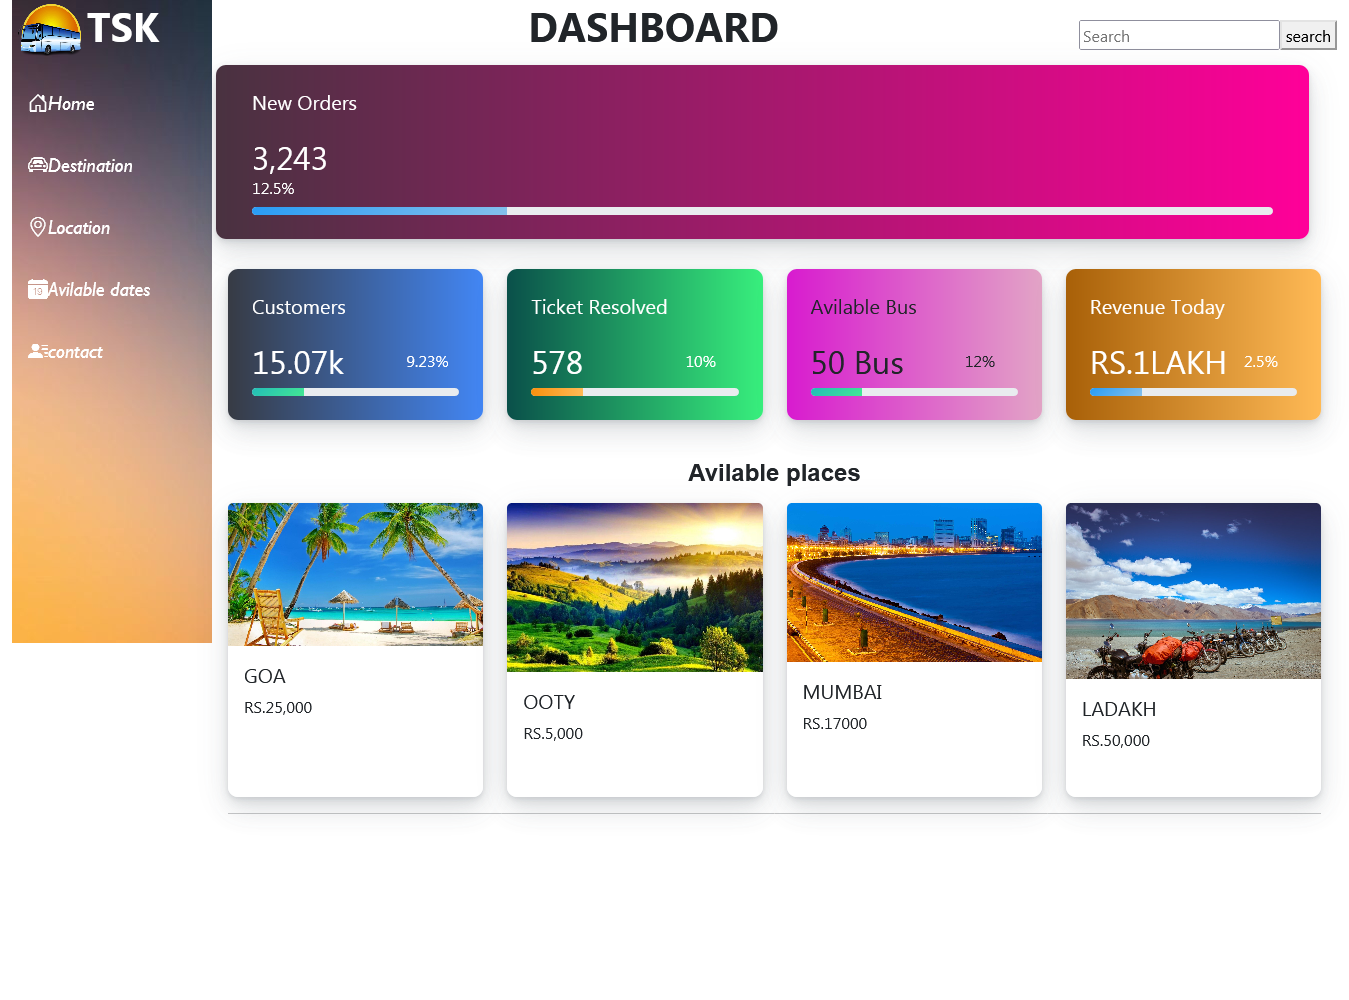 TSK
Home
Destination
Location
19
Avilable dates
contact
DASHBOARD
Search
search
New Orders
3,243
12.5%
Customers
15.07k 9.23%
Ticket Resolved
578 10%
Avilable Bus
50 Bus 12%
Revenue Today
RS.1LAKH 2.5%
Avilable places
GOA
RS.25,000
OOTY
RS.5,000
MUMBAI
RS.17000
LADAKH
RS.50,000